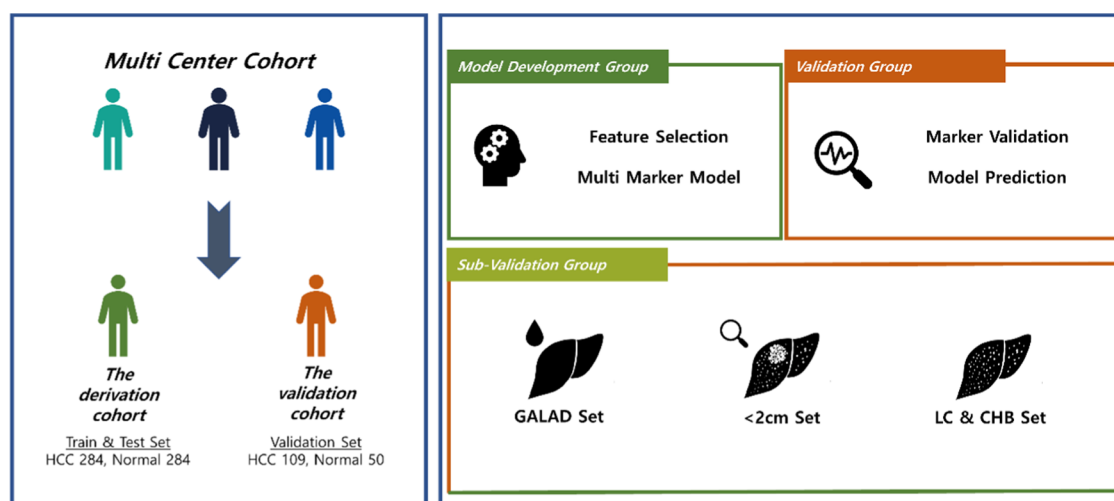 Multi Center Cohort
The
derivation
cohort
Train & Test Set
HCC 284, Normal 284
The
validation
cohort
Validation Set
HCC 109, Normal 50
Model Development Group
Feature Selection
Multi Marker Model
Validation Group
Marker Validation
Model Prediction
Sub-Validation Group
GALAD Set
<2cm Set
LC & CHB Set